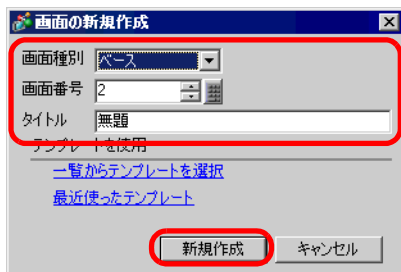 画面の新規作成
画面種別 ベース
画面番号 2
タイトル 無題
テンプレートを使用
一覧からテンプレートを選択
最近使ったテンプレート
新規作成 キャンセル